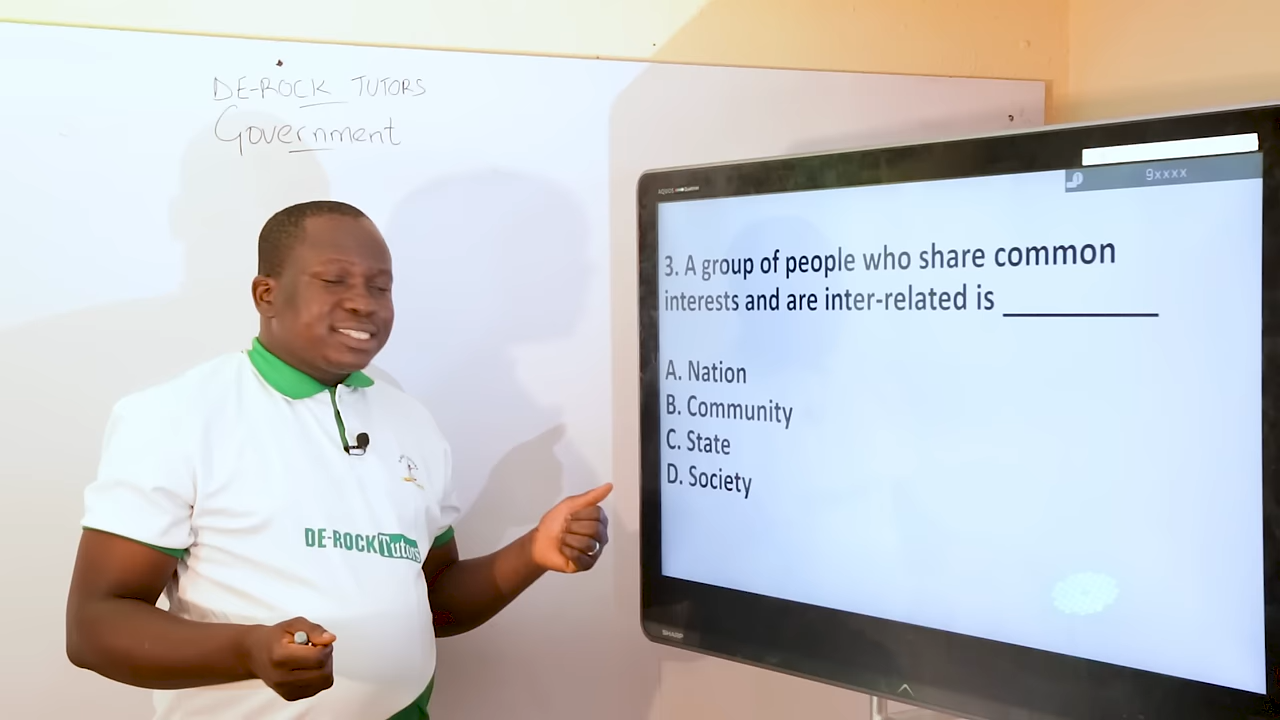 DE-ROCK TUTORS
Government
3. A group of people who share common
interests and are inter-related is __________
A. Nation
B. Community
C. State
D. Society
9xxxx
DE-ROCK Tutors
SHARP